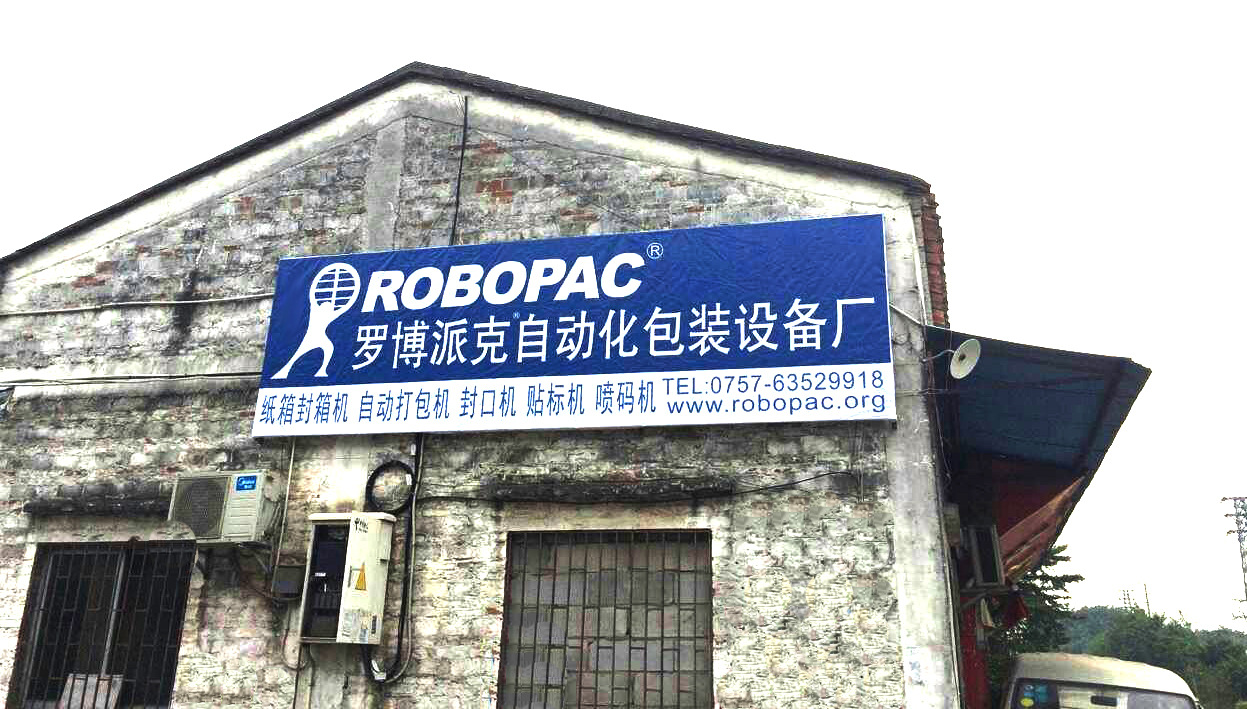 ROBOPAC®
罗博派克®自动化包装设备厂
纸箱封箱机 自动打包机 封口机 贴标机 喷码机
TEL:0757-63529918
www.robopac.org
Midea